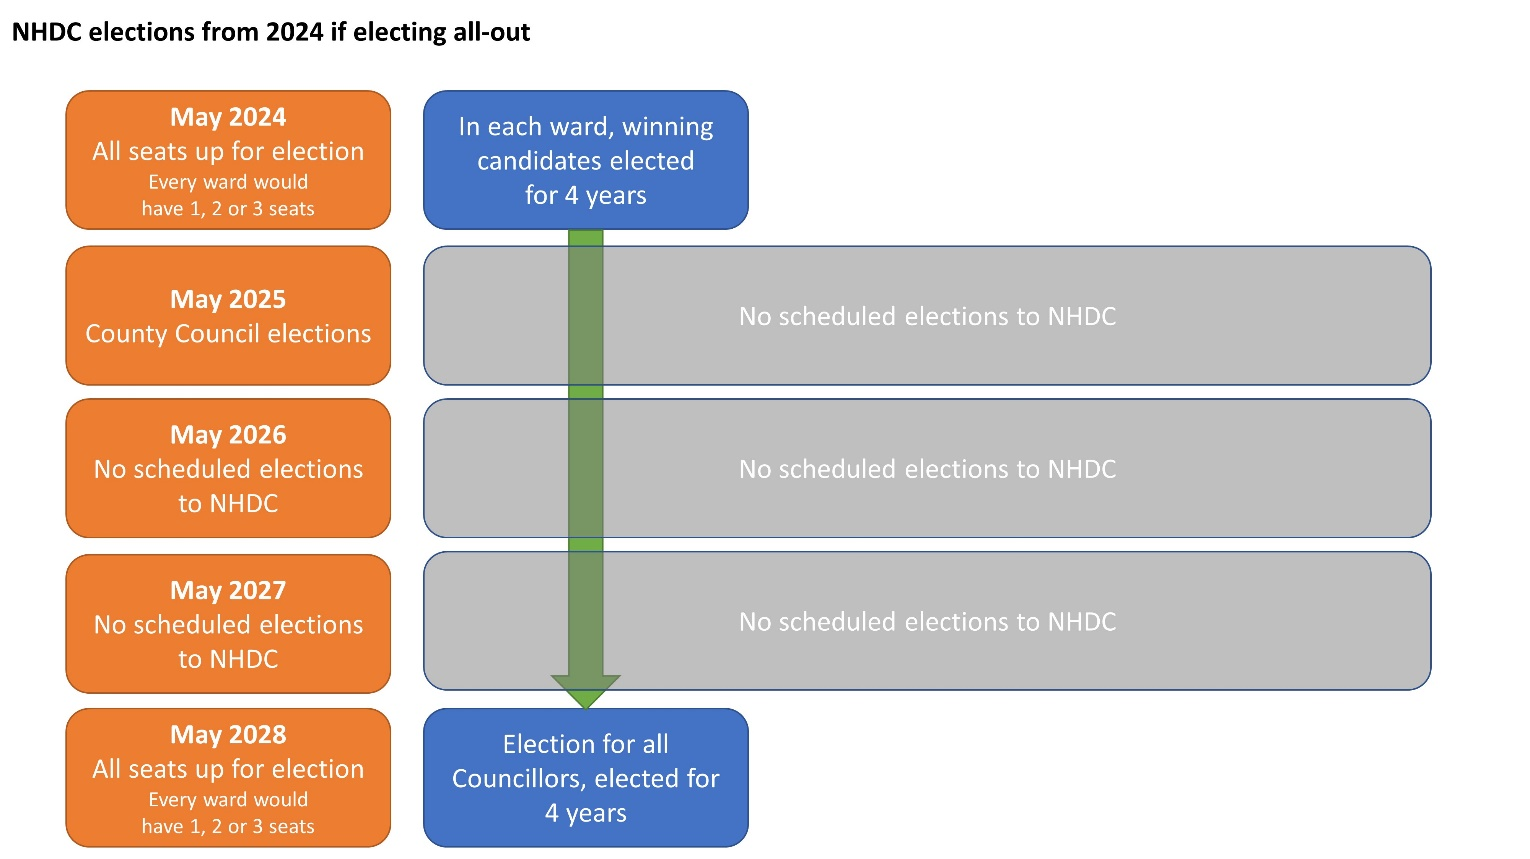 NHDC elections from 2024 if electing all-out
May 2024
All seats up for election
Every ward would
have 1, 2 or 3 seats
In each ward, winning
candidates elected
for 4 years
May 2025
County Council elections
No scheduled elections to NHDC
May 2026
No scheduled elections
to NHDC
No scheduled elections to NHDC
May 2027
No scheduled elections
to NHDC
No scheduled elections to NHDC
May 2028
All seats up for election
Every ward would
have 1, 2 or 3 seats
Election for all
Councillors, elected for
4 years